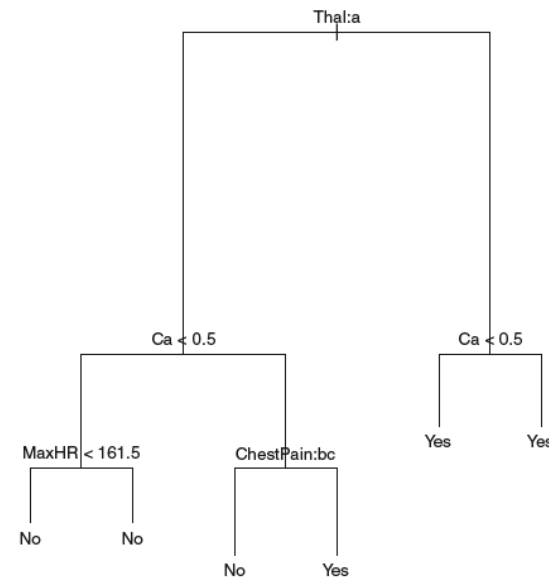 Thal:a
Ca < 0.5
Ca < 0.5
MaxHR < 161.5
ChestPain:bc
Yes
Yes
No
No
No
Yes